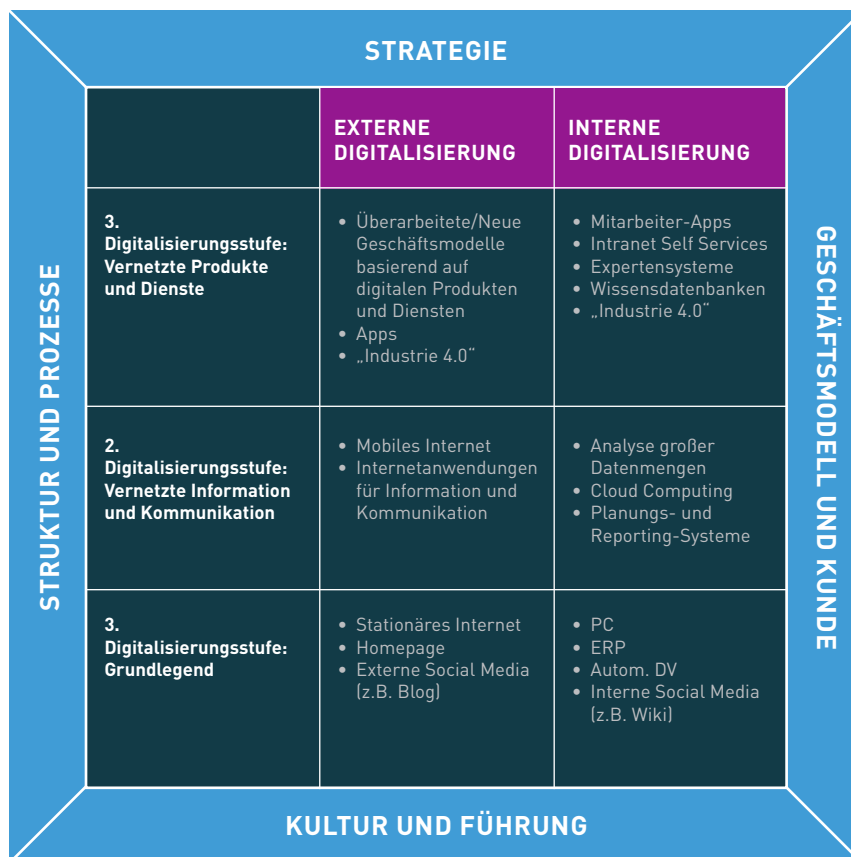 STRATEGIE
STRUKTUR UND PROZESSE
EXTERNE
DIGITALISIERUNG
INTERNE
DIGITALISIERUNG
3.
Digitalisierungsstufe:
Vernetzte Produkte
und Dienste
• Überarbeitete/Neue
Geschäftsmodelle
basierend auf
digitalen Produkten
und Diensten
• Apps
• „Industrie 4.0“
• Mitarbeiter-Apps
• Intranet Self Services
• Expertensysteme
• Wissensdatenbanken
• „Industrie 4.0“
2.
Digitalisierungsstufe:
Vernetzte Information
und Kommunikation
• Mobiles Internet
• Internetanwendungen
für Information und
Kommunikation
• Analyse großer
Datenmengen
• Cloud Computing
• Planungs- und
Reporting-Systeme
3.
Digitalisierungsstufe:
Grundlegend
• Stationäres Internet
• Homepage
• Externe Social Media
(z.B. Blog)
• PC
• ERP
• Autom. DV
• Interne Social Media
(z.B. Wiki)
GESCHÄFTSMODELL UND KUNDE
KULTUR UND FÜHRUNG